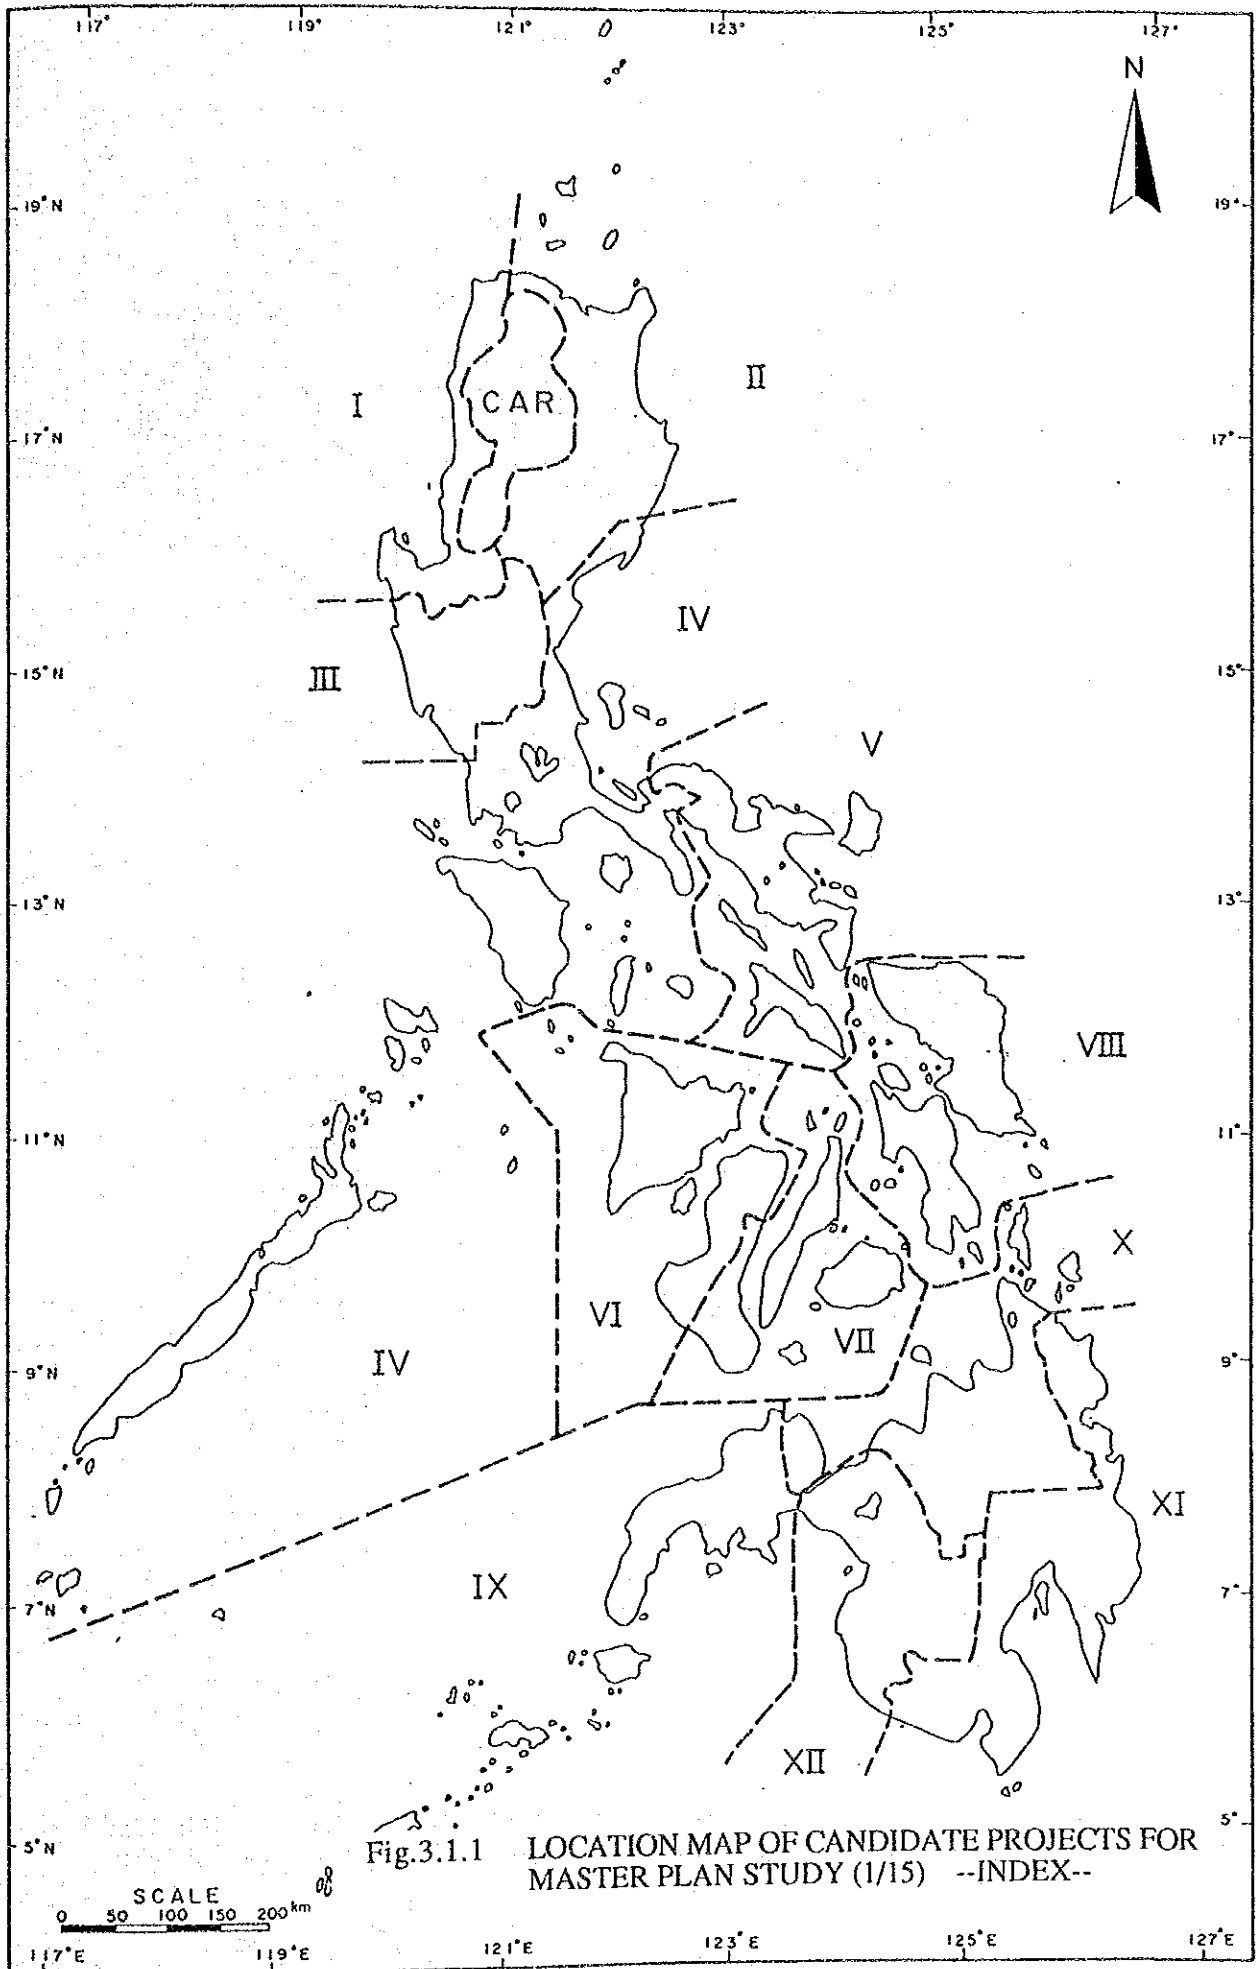 117° 119° 121° 123° 125° 127°
N
19°N 19°
II
I CAR
17°N 17°
IV
III
15°N 15°
V
13°N 13°
VIII
11°N 11°
X
VI VII
IV
9°N 9°
XI
IX
7°N 7°
XII
5°
5°N
Fig.3.1.1 LOCATION MAP OF CANDIDATE PROJECTS FOR
MASTER PLAN STUDY (1/15) --INDEX--
SCALE
0 50 100 150 200 km
117°E 119°E 121°E 123°E 125°E 127°E